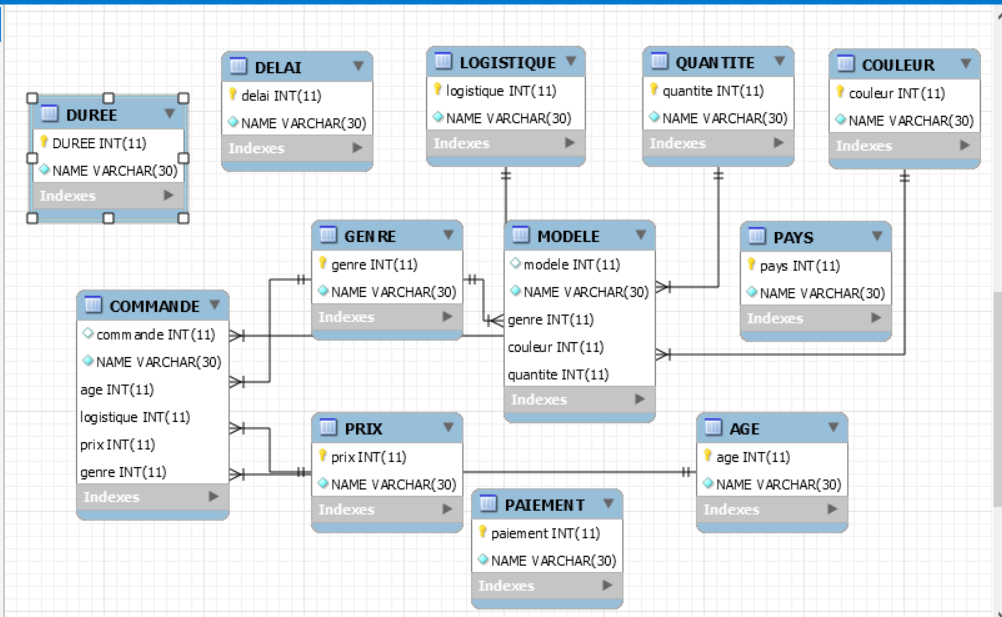 DUREE
DUREE INT(11)
NAME VARCHAR(30)
Indexes
DELAI
delai INT(11)
NAME VARCHAR(30)
Indexes
LOGISTIQUE
logistique INT(11)
NAME VARCHAR(30)
Indexes
QUANTITE
quantite INT(11)
NAME VARCHAR(30)
Indexes
COULEUR
couleur INT(11)
NAME VARCHAR(30)
Indexes
GENRE
genre INT(11)
NAME VARCHAR(30)
Indexes
MODELE
modele INT(11)
NAME VARCHAR(30)
genre INT(11)
couleur INT(11)
quantite INT(11)
Indexes
PAYS
pays INT(11)
NAME VARCHAR(30)
Indexes
COMMANDE
commande INT(11)
NAME VARCHAR(30)
age INT(11)
logistique INT(11)
prix INT(11)
genre INT(11)
Indexes
PRIX
prix INT(11)
NAME VARCHAR(30)
Indexes
PAIEMENT
paiement INT(11)
NAME VARCHAR(30)
Indexes
AGE
age INT(11)
NAME VARCHAR(30)
Indexes